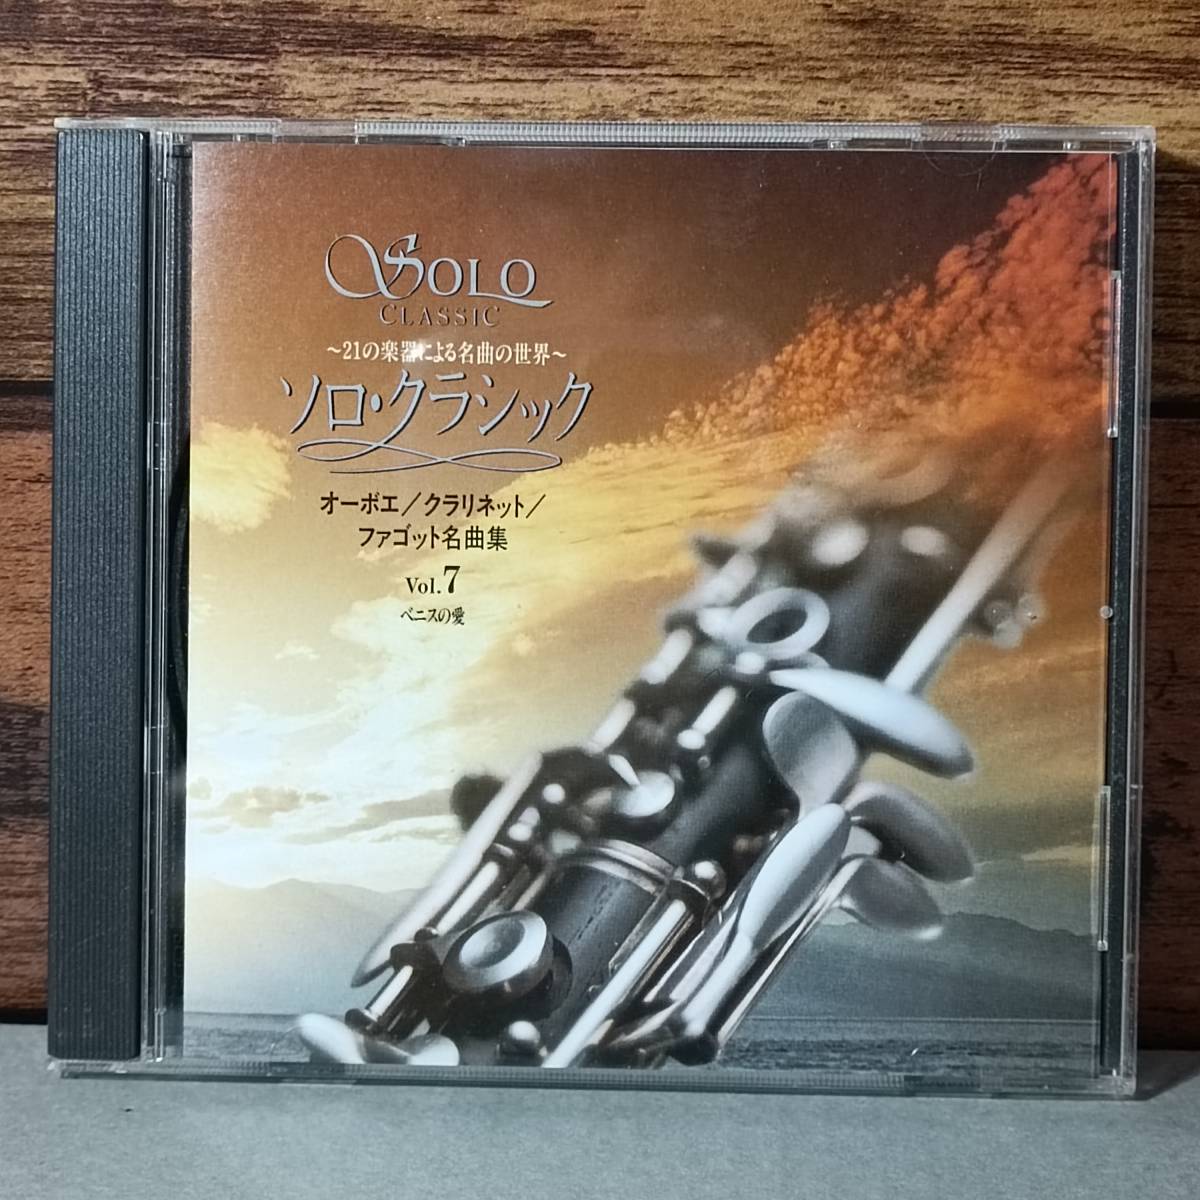 SOLO
CLASSIC
～21の楽器による名曲の世界～
ソロ・クラシック
オーボエ／クラリネット／
ファゴット名曲集
Vol.7
ベニスの愛